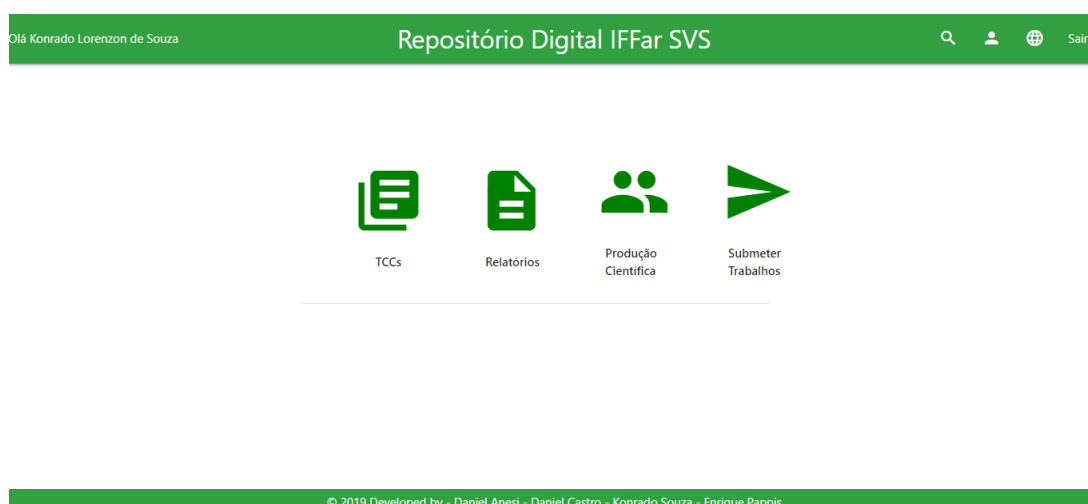 Olá Konrado Lorenzon de Souza
Repositório Digital IFFar SVS
Sair
TCCs
Relatórios
Produção
Científica
Submeter
Trabalhos
© 2019 Developed by - Daniel Anesi - Daniel Castro - Konrado Souza - Enrique Pappis